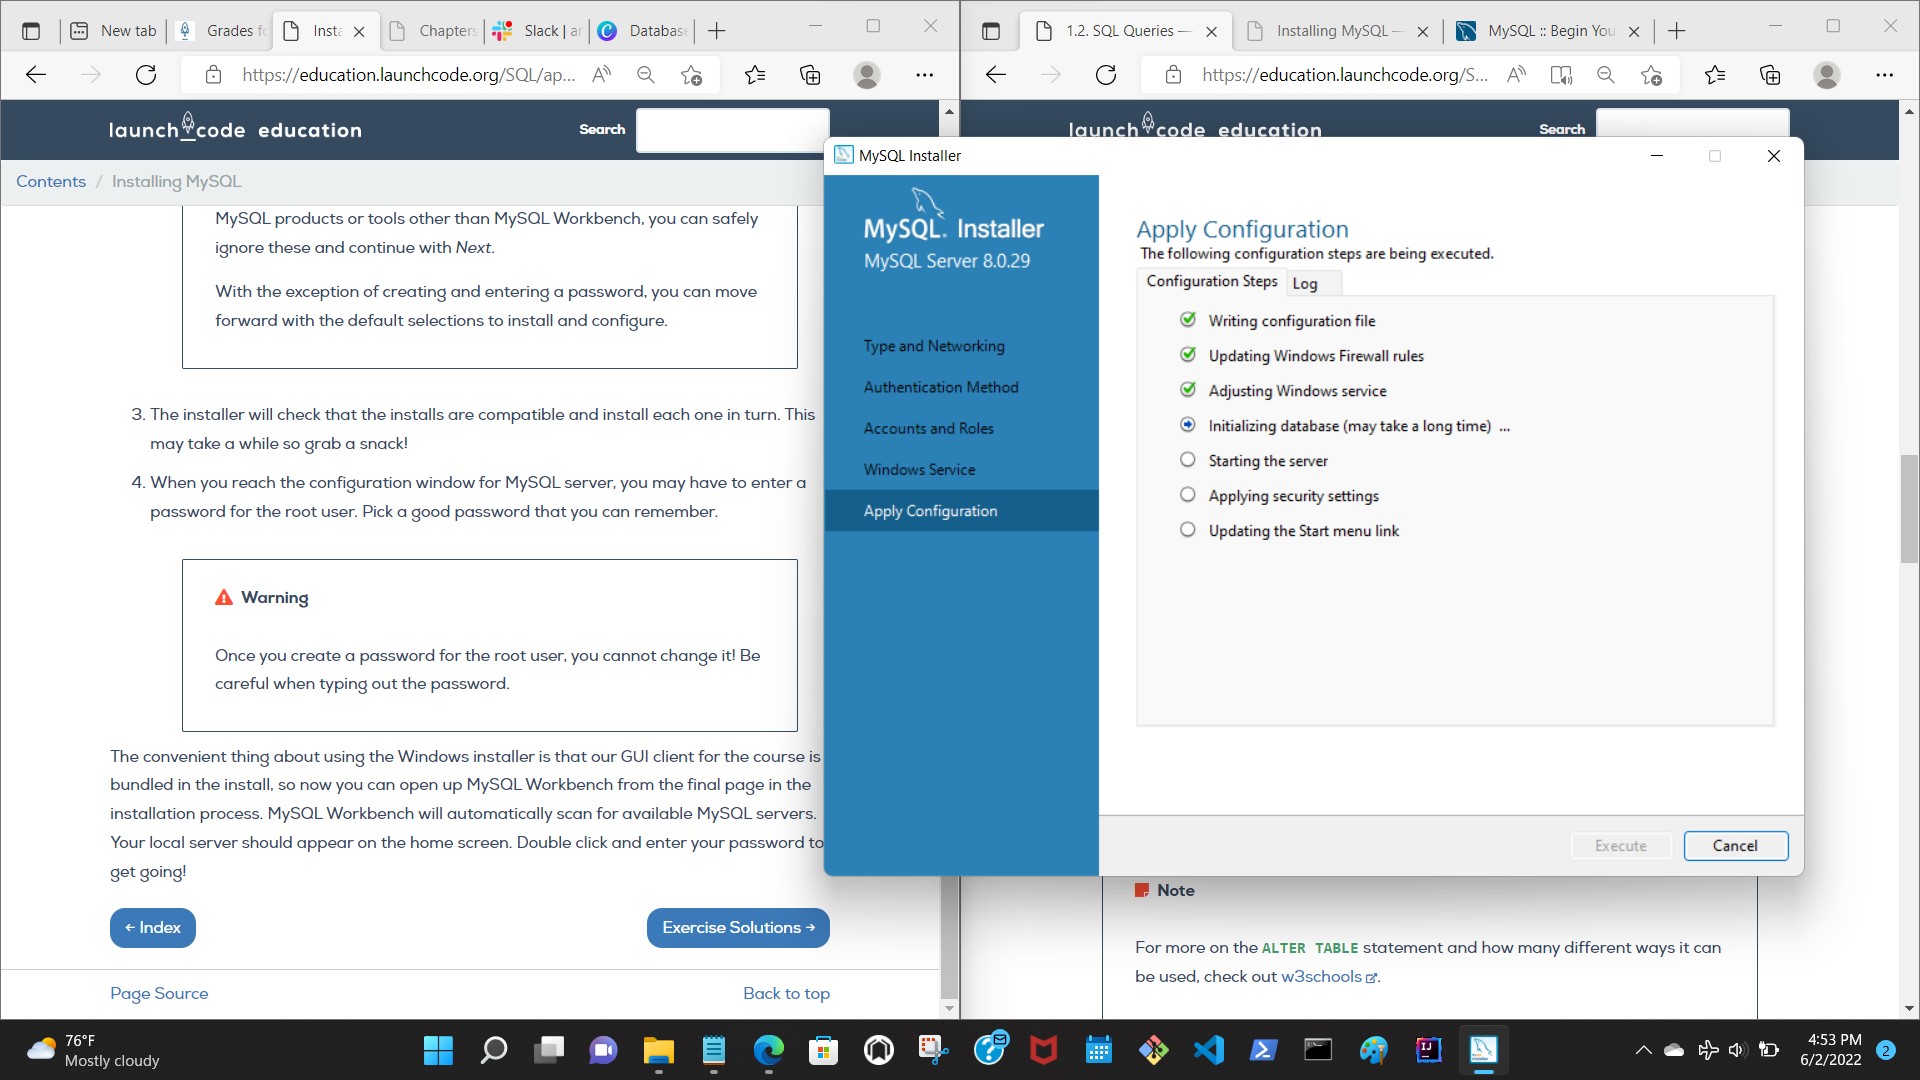 New tab
Grades fo
Insta
Chapters
Slack | ar
Database
https://education.launchcode.org/SQL/ap...
launch_code education
Search
Contents / Installing MySQL
MySQL products or tools other than MySQL Workbench, you can safely
ignore these and continue with Next.
With the exception of creating and entering a password, you can move
forward with the default selections to install and configure.
3. The installer will check that the installs are compatible and install each one in turn. This
may take a while so grab a snack!
4. When you reach the configuration window for MySQL server, you may have to enter a
password for the root user. Pick a good password that you can remember.
Warning
Once you create a password for the root user, you cannot change it! Be
careful when typing out the password.
The convenient thing about using the Windows installer is that our GUI client for the course is
bundled in the install, so now you can open up MySQL Workbench from the final page in the
installation process. MySQL Workbench will automatically scan for available MySQL servers.
Your local server should appear on the home screen. Double click and enter your password to
get going!
← Index
Exercise Solutions →
Page Source
Back to top
1.2. SQL Queries —
Installing MySQL —
MySQL :: Begin You
https://education.launchcode.org/S...
launch_code education
Search
MySQL Installer
MySQL. Installer
MySQL Server 8.0.29
Type and Networking
Authentication Method
Accounts and Roles
Windows Service
Apply Configuration
Apply Configuration
The following configuration steps are being executed.
Configuration Steps
Log
Writing configuration file
Updating Windows Firewall rules
Adjusting Windows service
Initializing database (may take a long time) ...
Starting the server
Applying security settings
Updating the Start menu link
Execute
Cancel
Note
For more on the ALTER TABLE statement and how many different ways it can
be used, check out w3schools.
76°F
Mostly cloudy
4:53 PM
6/2/2022
2